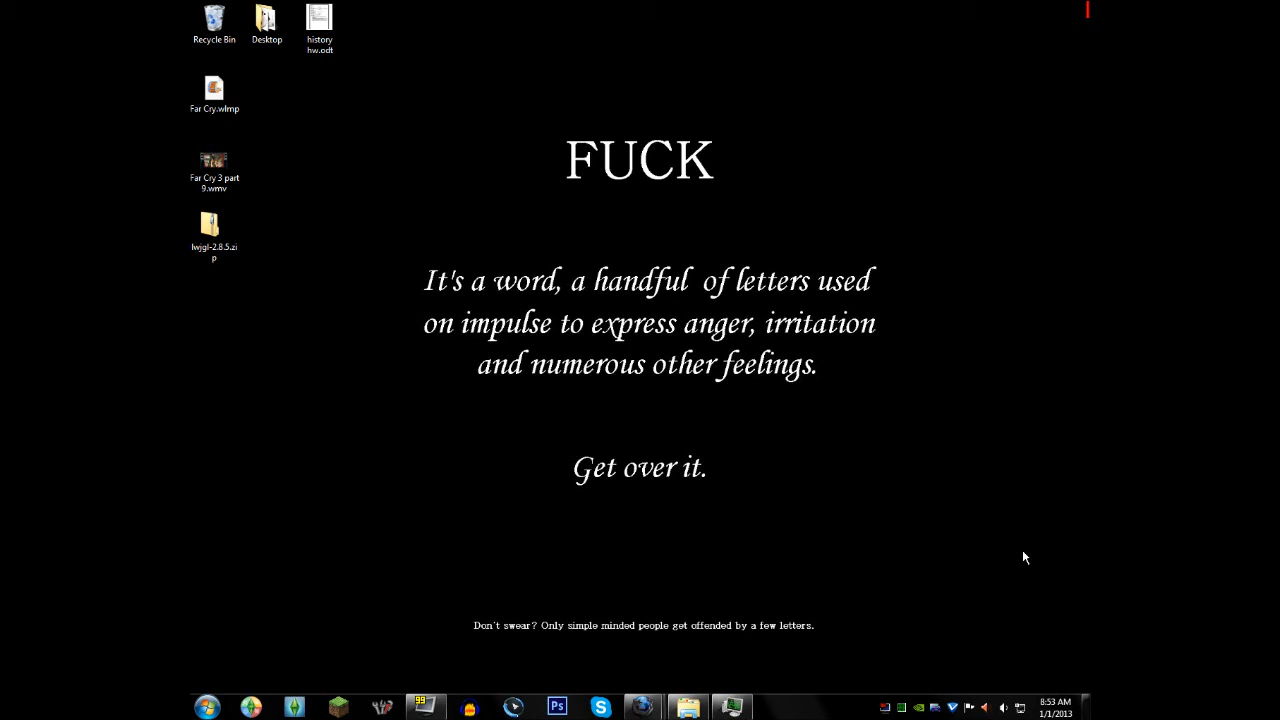 Recycle Bin
Desktop
history
hw.odt
Far Cry.wlmp
Far Cry 3 part
9.wmv
lwjgl-2.8.5.zi
p
FUCK
It's a word, a handful of letters used
on impulse to express anger, irritation
and numerous other feelings.
Get over it.
Don't swear? Only simple minded people get offended by a few letters.
99
Ps
8:53 AM
1/1/2013